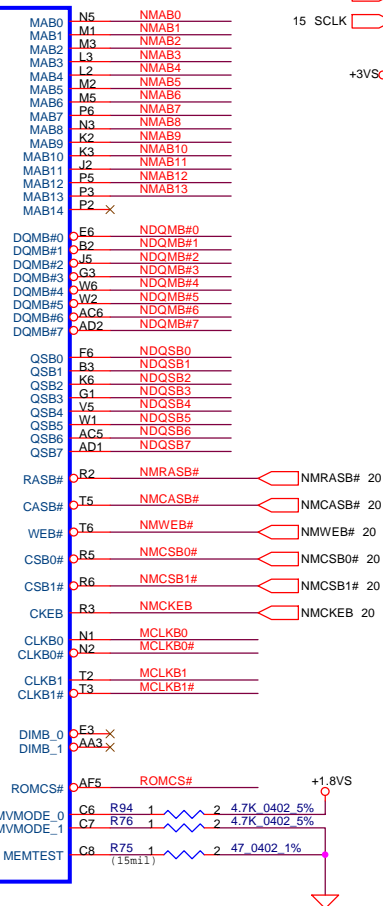 MAB0 N5 NMAB0
15 SCLK
MAB1 M1 NMAB1
MAB2 M3 NMAB2
MAB3 L3 NMAB3
MAB4 L2 NMAB4
+3VS
MAB5 M2 NMAB5
MAB6 M5 NMAB6
MAB7 P6 NMAB7
MAB8 N3 NMAB8
MAB9 K2 NMAB9
MAB10 K3 NMAB10
MAB11 J2 NMAB11
MAB12 P5 NMAB12
MAB13 P3 NMAB13
MAB14 P2
DQMB#0 E6 NDQMB#0
DQMB#1 B2 NDQMB#1
DQMB#2 J5 NDQMB#2
DQMB#3 G3 NDQMB#3
DQMB#4 W6 NDQMB#4
DQMB#5 W2 NDQMB#5
DQMB#6 AC6 NDQMB#6
DQMB#7 AD2 NDQMB#7
QSB0 F6 NDQSB0
QSB1 B3 NDQSB1
QSB2 K6 NDQSB2
QSB3 G1 NDQSB3
QSB4 V5 NDQSB4
QSB5 W1 NDQSB5
QSB6 AC5 NDQSB6
QSB7 AD1 NDQSB7
RASB# R2 NMRASB# NMRASB# 20
CASB# T5 NMCASB# NMCASB# 20
WEB# T6 NMWEB# NMWEB# 20
CSB0# R5 NMCSB0# NMCSB0# 20
CSB1# R6 NMCSB1# NMCSB1# 20
CKEB R3 NMCKEB NMCKEB 20
CLKB0 N1 MCLKB0
CLKB0# N2 MCLKB0#
CLKB1 T2 MCLKB1
CLKB1# T3 MCLKB1#
DIMB_0 E3
DIMB_1 AA3
ROMCS# AF5 ROMCS#
+1.8VS
MVMODE_0 C6 R94 1 2 4.7K_0402_5%
MVMODE_1 C7 R76 1 2 4.7K_0402_5%
MEMTEST C8 R75 1 2 47_0402_1%
(15mil)